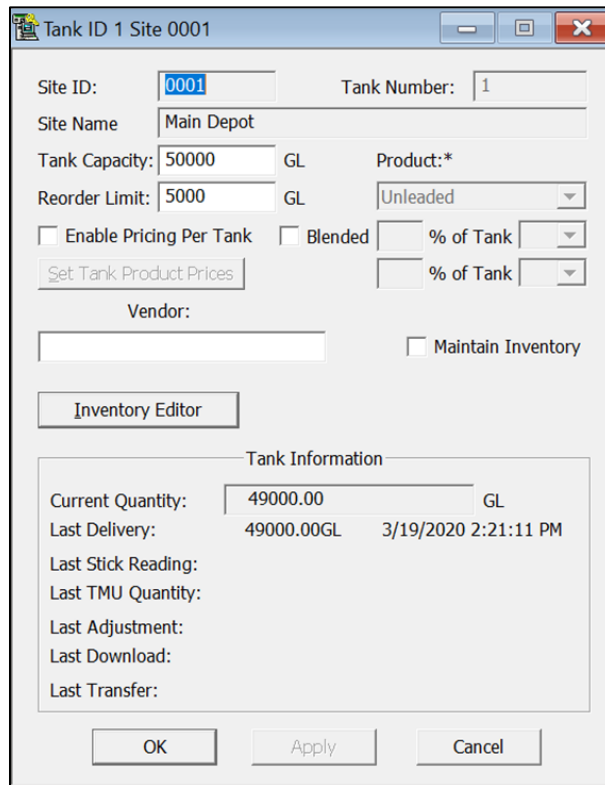 Tank ID 1 Site 0001
Site ID: 0001 Tank Number: 1
Site Name Main Depot
Tank Capacity: 50000 GL Product:*
Reorder Limit: 5000 GL Unleaded
Enable Pricing Per Tank Blended % of Tank
Set Tank Product Prices % of Tank
Vendor:
Maintain Inventory
Inventory Editor
Tank Information
Current Quantity: 49000.00 GL
Last Delivery: 49000.00GL 3/19/2020 2:21:11 PM
Last Stick Reading:
Last TMU Quantity:
Last Adjustment:
Last Download:
Last Transfer:
OK Apply Cancel